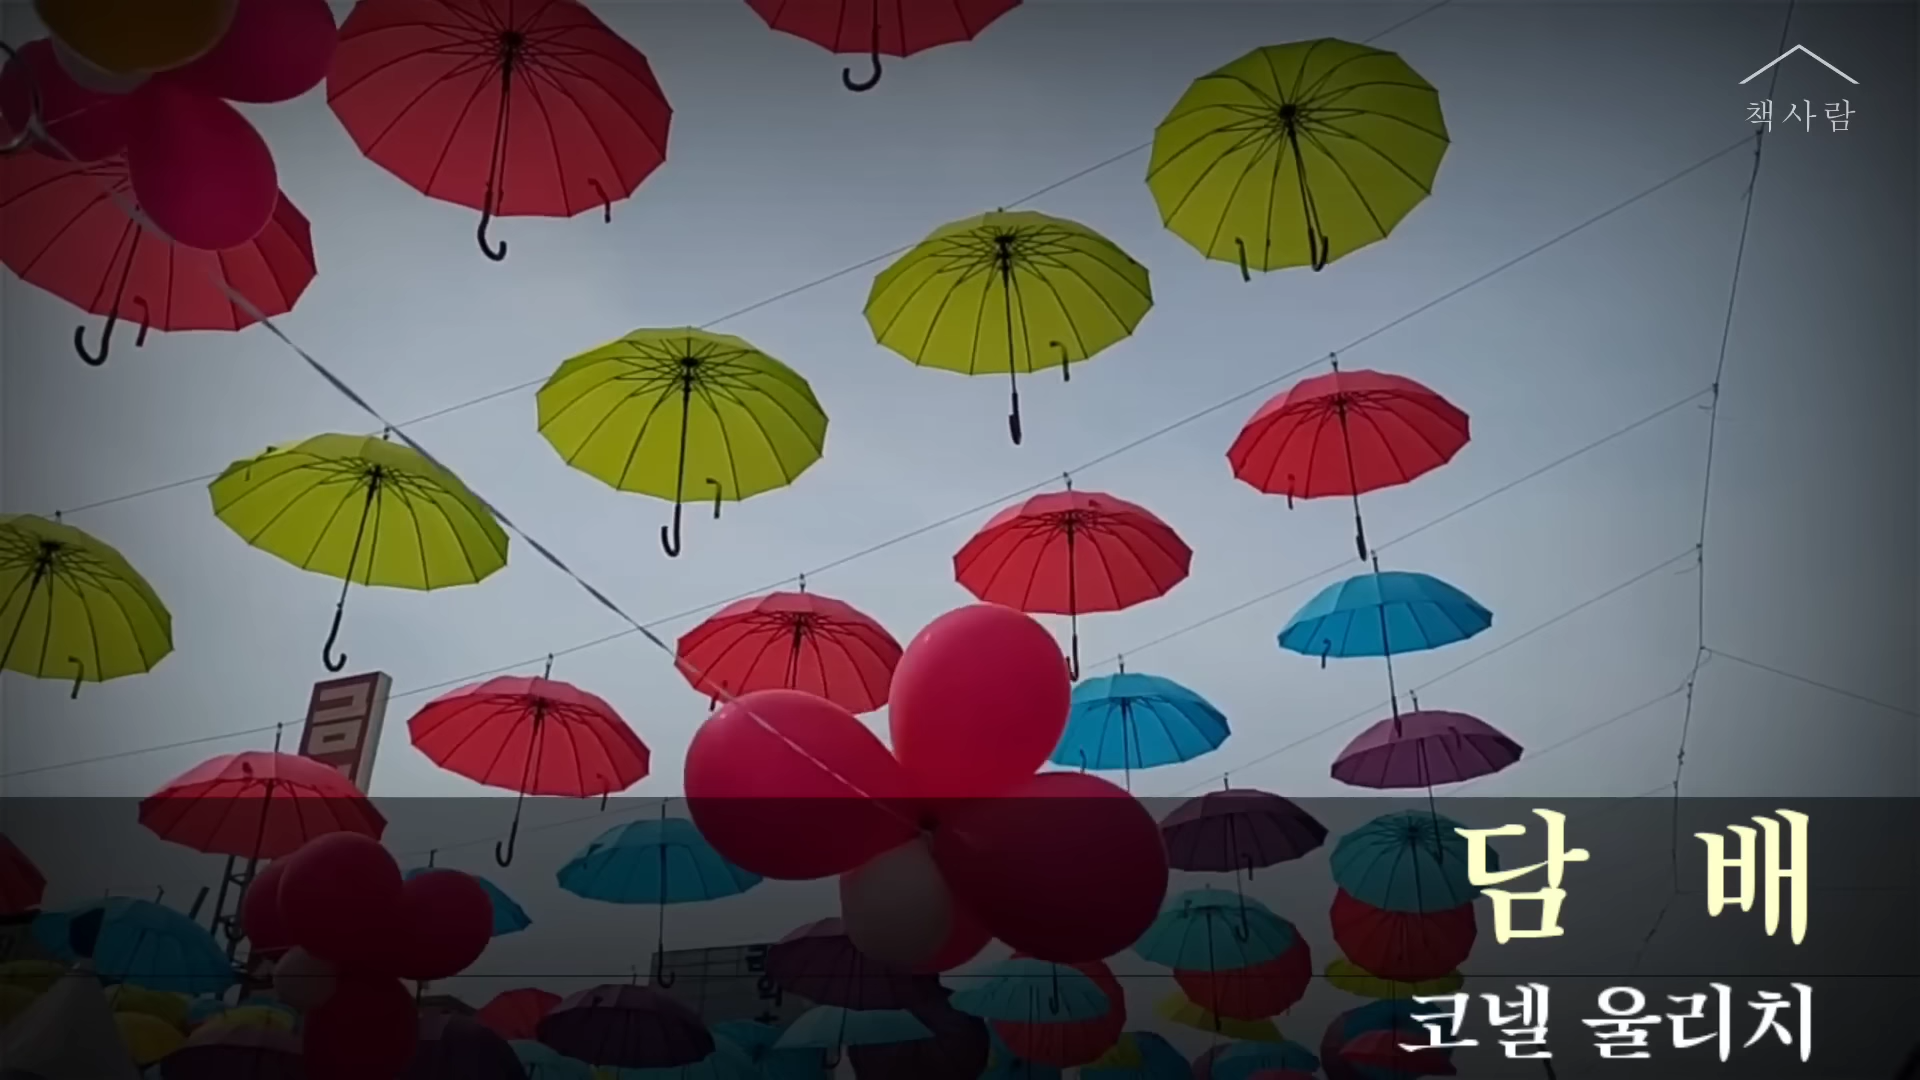 책사람
담 배
코넬 울리치